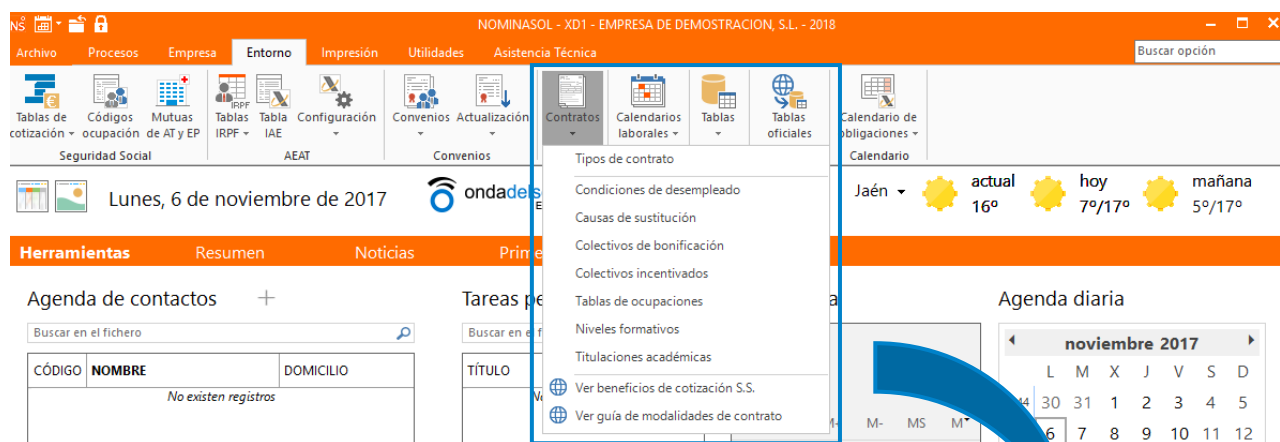 NOMINASOL - XD1 - EMPRESA DE DEMOSTRACION, S.L. - 2018
Archivo Procesos Empresa Entorno Impresión Utilidades Asistencia Técnica Buscar opción
Tablas de cotización
Códigos ocupación
Mutuas de AT y EP
Tablas IRPF
IRPF
Tabla IAE
Configuración
Convenios
Actualización
Contratos
Calendarios laborales
Tablas
Tablas oficiales
Calendario de obligaciones
Seguridad Social AEAT Convenios Calendario
Tipos de contrato
Condiciones de desempleado
Causas de sustitución
Colectivos de bonificación
Colectivos incentivados
Tablas de ocupaciones
Niveles formativos
Titulaciones académicas
Ver beneficios de cotización S.S.
Ver guía de modalidades de contrato
Lunes, 6 de noviembre de 2017
Jaén
actual 16º
hoy 7º/17º
mañana 5º/17º
Herramientas Resumen Noticias
Agenda de contactos
Buscar en el fichero
CÓDIGO NOMBRE DOMICILIO
No existen registros
Tareas
Buscar en
TÍTULO
M- MS M
Agenda diaria
noviembre 2017
L M X J V S D
30 31 1 2 3 4 5
6 7 8 9 10 11 12